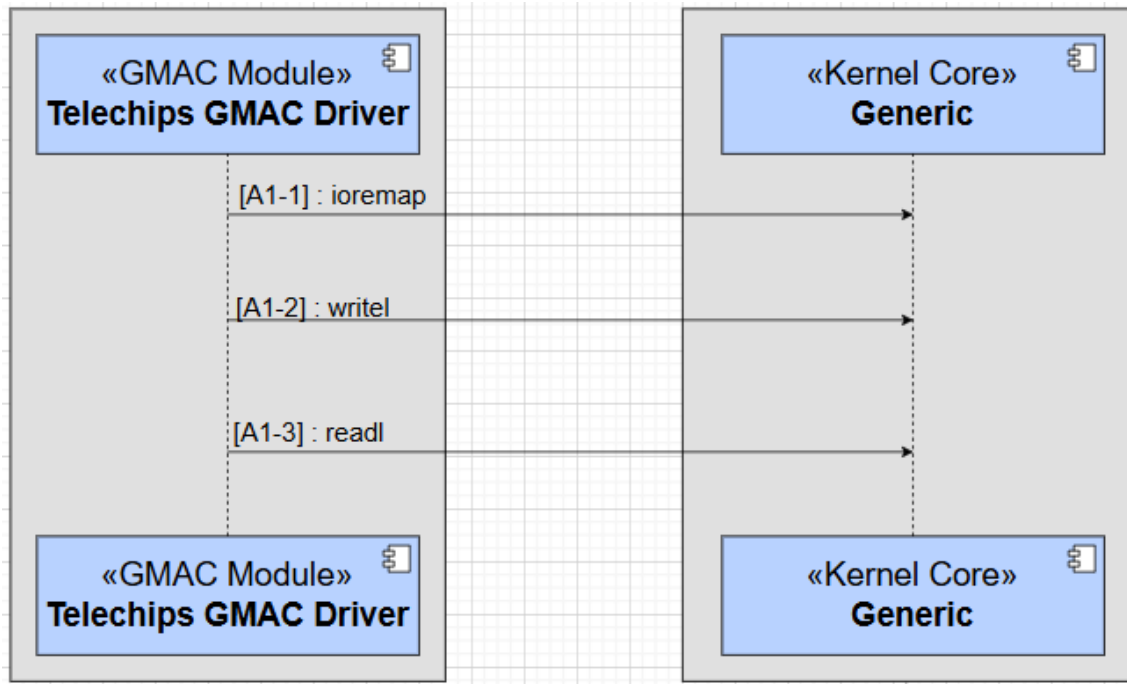 «GMAC Module»
Telechips GMAC Driver
«Kernel Core»
Generic
[A1-1] : ioremap
[A1-2] : writel
[A1-3] : readl
«GMAC Module»
Telechips GMAC Driver
«Kernel Core»
Generic